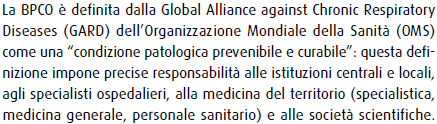 La BPCO è definita dalla Global Alliance against Chronic Respiratory
Diseases (GARD) dell’Organizzazione Mondiale della Sanità (OMS)
come una “condizione patologica prevenibile e curabile”: questa defi-
nizione impone precise responsabilità alle istituzioni centrali e locali,
agli specialisti ospedalieri, alla medicina del territorio (specialistica,
medicina generale, personale sanitario) e alle società scientifiche.